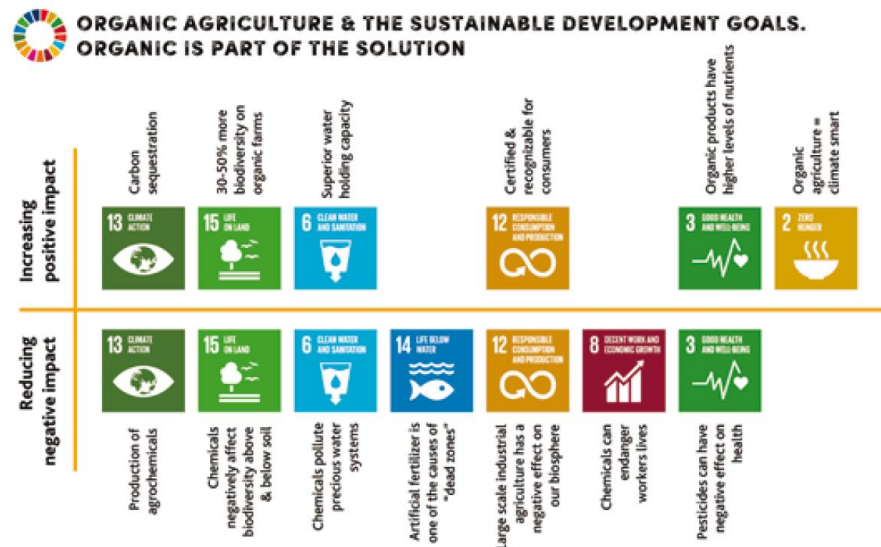 ORGANIC AGRICULTURE & THE SUSTAINABLE DEVELOPMENT GOALS.
ORGANIC IS PART OF THE SOLUTION
Increasing
positive impact
Carbon
sequestration
30-50% more
biodiversity on
organic farms
Superior water
holding capacity
Certified &
recognizable for
consumers
Organic products have
higher levels of nutrients
Organic
agriculture =
climate smart
13 CLIMATE
ACTION
15 LIFE
ON LAND
6 CLEAN WATER
AND SANITATION
12 RESPONSIBLE
CONSUMPTION
AND PRODUCTION
3 GOOD HEALTH
AND WELL-BEING
2 ZERO
HUNGER
Reducing
negative impact
13 CLIMATE
ACTION
15 LIFE
ON LAND
6 CLEAN WATER
AND SANITATION
14 LIFE BELOW
WATER
12 RESPONSIBLE
CONSUMPTION
AND PRODUCTION
8 DECENT WORK AND
ECONOMIC GROWTH
3 GOOD HEALTH
AND WELL-BEING
Production of
agrochemicals
Chemicals
negatively affect
biodiversity above
& below soil
Chemicals pollute
precious water
systems
Artificial fertilizer is
one of the causes of
"dead zones"
Large scale industrial
agriculture has a
negative effect on
our biosphere
Chemicals can
endanger
workers lives
Pesticides can have
negative effect on
health